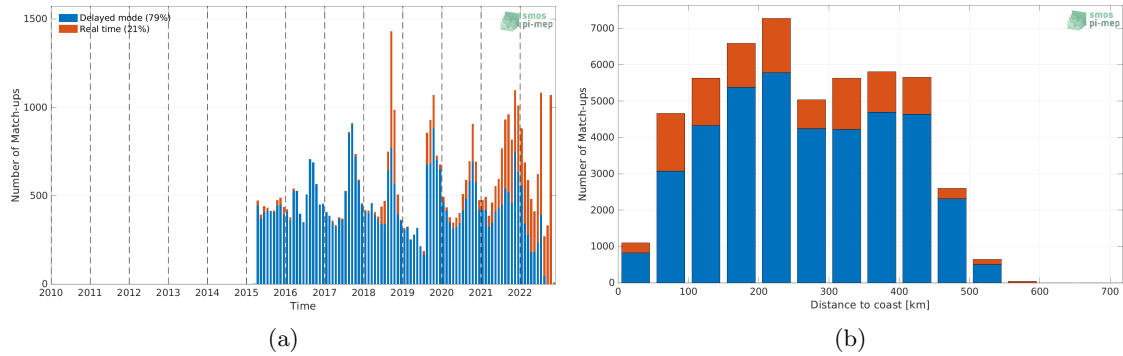 Delayed mode (79%)
Real time (21%)
smos
pi-mep
1500
1000
500
0
Number of Match-ups
2010 2011 2012 2013 2014 2015 2016 2017 2018 2019 2020 2021 2022
Time
(a)
smos
pi-mep
7000
6000
5000
4000
3000
2000
1000
0
Number of Match-ups
0 100 200 300 400 500 600 700
Distance to coast [km]
(b)